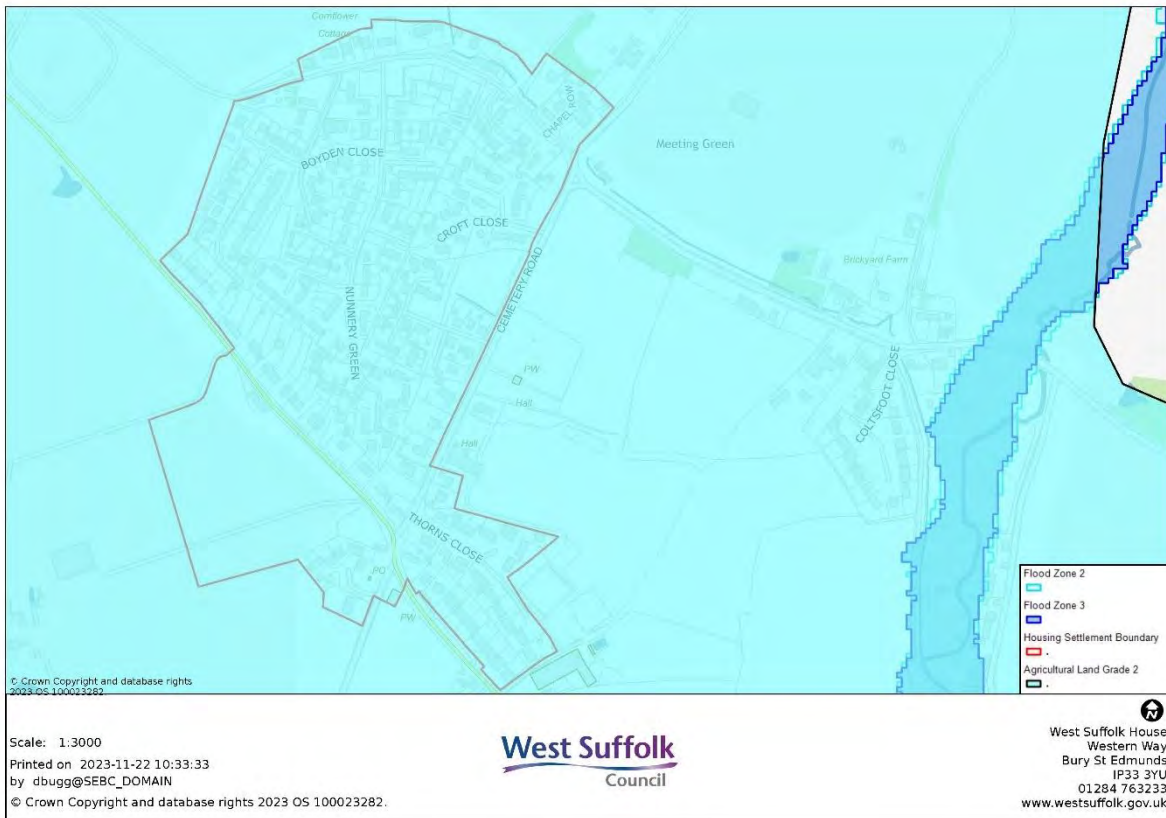 Cornflower
Cottage
CHAPEL ROW
BOYDEN CLOSE
Meeting Green
CROFT CLOSE
Brickyard Farm
CEMETERY ROAD
NUNNERY GREEN
PW
Hall
COLTSFOOT CLOSE
Hall
THORNS CLOSE
PO
PW
Flood Zone 2
Flood Zone 3
Housing Settlement Boundary
.
Agricultural Land Grade 2
.
© Crown Copyright and database rights
2023 OS 100023282.
N
Scale: 1:3000
Printed on 2023-11-22 10:33:33
by dbugg@SEBC_DOMAIN
© Crown Copyright and database rights 2023 OS 100023282.
West Suffolk
Council
West Suffolk House
Western Way
Bury St Edmunds
IP33 3YU
01284 763233
www.westsuffolk.gov.uk